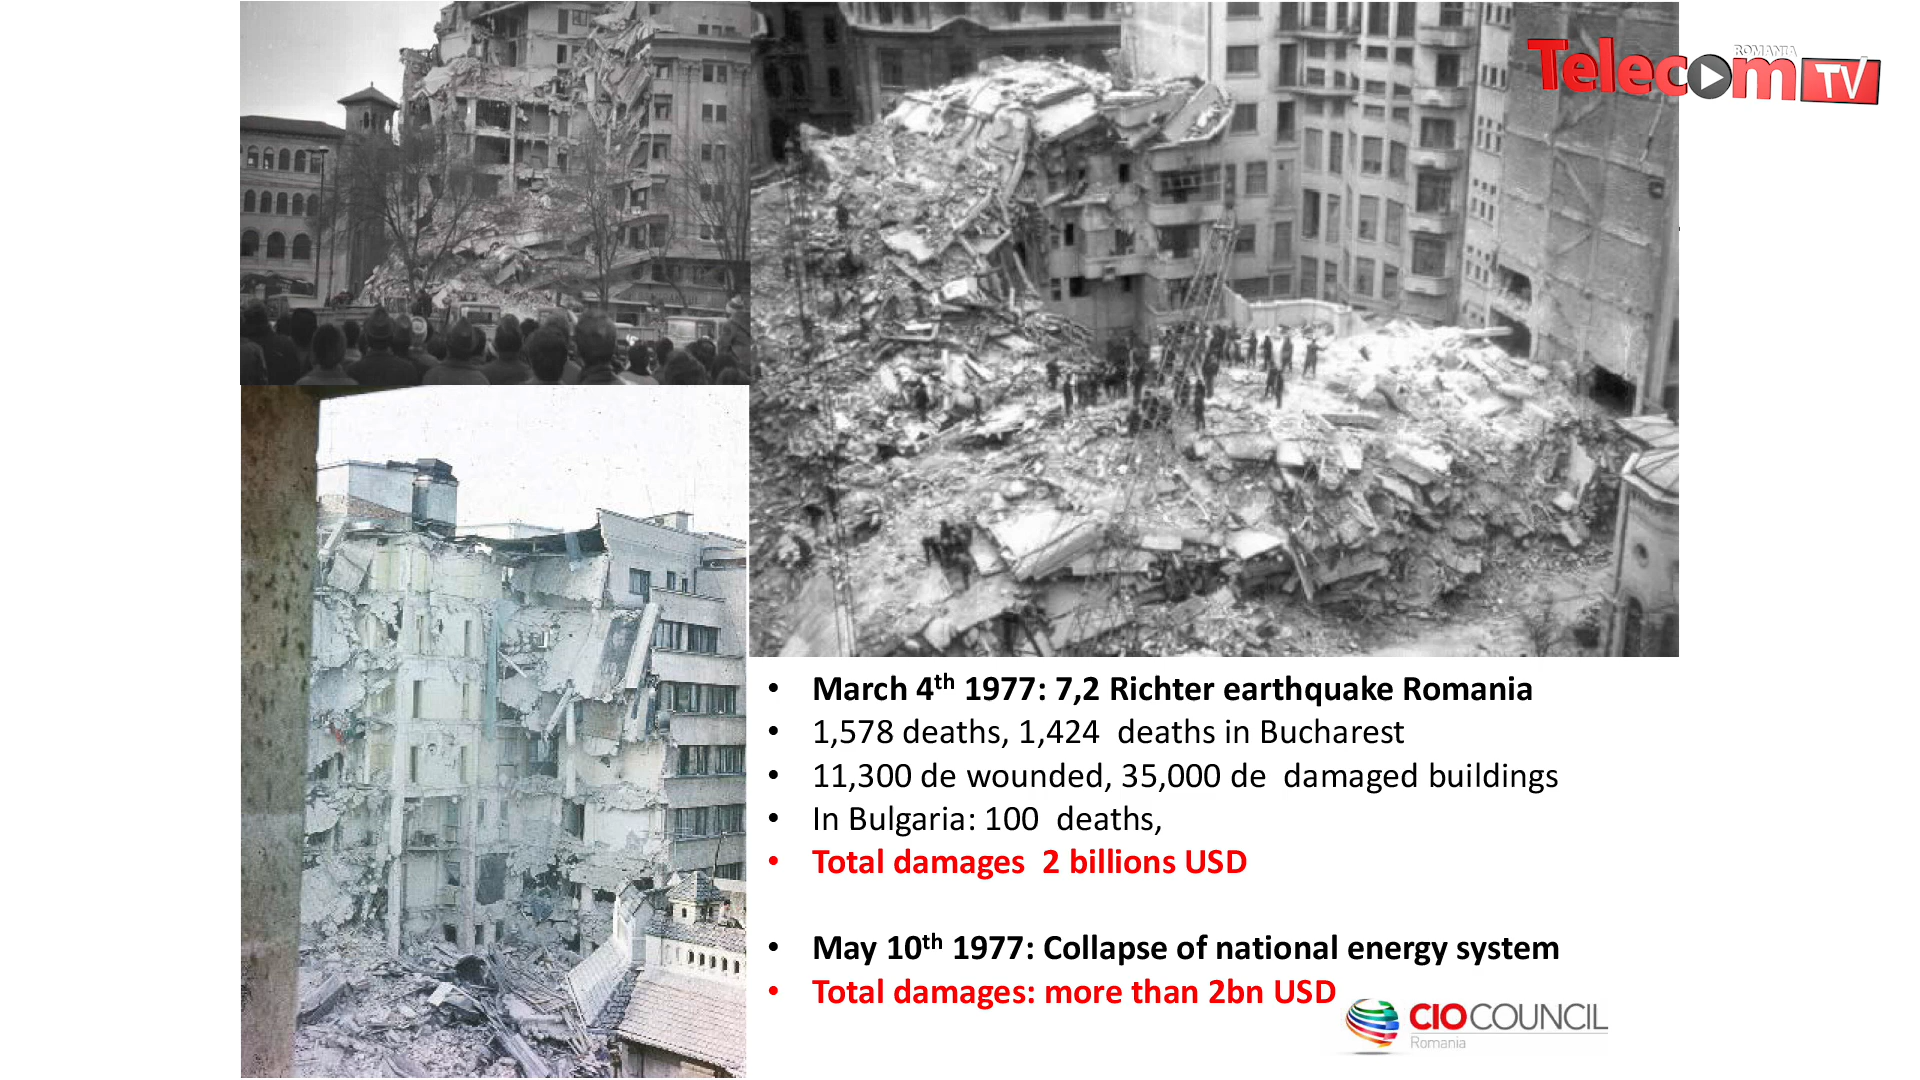 Telecom TV
ROMANIA
• March 4th 1977: 7,2 Richter earthquake Romania
• 1,578 deaths, 1,424  deaths in Bucharest
• 11,300 de wounded, 35,000 de  damaged buildings
• In Bulgaria: 100  deaths,
• Total damages  2 billions USD
• May 10th 1977: Collapse of national energy system
• Total damages: more than 2bn USD
CIO COUNCIL
Romania